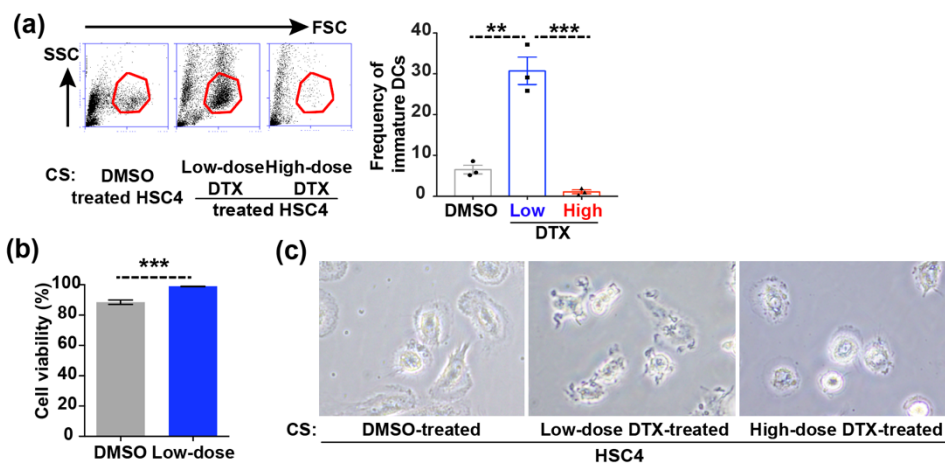 (a)
FSC
SSC
CS: DMSO treated HSC4
Low-dose DTX High-dose DTX
treated HSC4
Frequency of
immature DCs
40
30
20
10
0
** ***
DMSO Low High
DTX
(b)
Cell viability (%)
100
80
60
40
20
0
***
DMSO Low-dose
(c)
CS: DMSO-treated Low-dose DTX-treated High-dose DTX-treated
HSC4